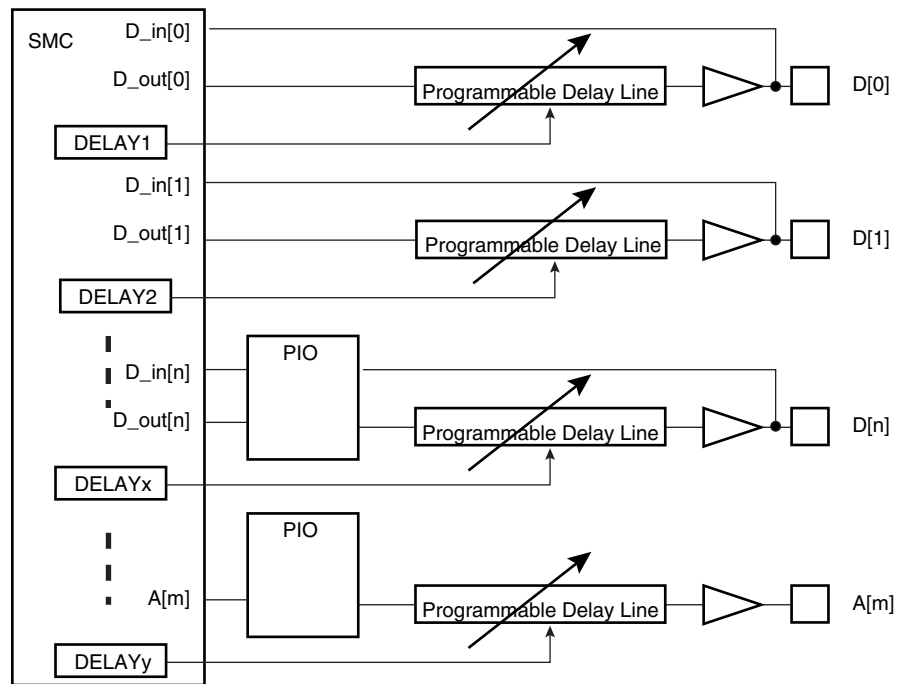 SMC
D_in[0]
D_out[0]
Programmable Delay Line
D[0]
DELAY1
D_in[1]
D_out[1]
Programmable Delay Line
D[1]
DELAY2
PIO
D_in[n]
D_out[n]
Programmable Delay Line
D[n]
DELAYx
PIO
A[m]
Programmable Delay Line
A[m]
DELAYy